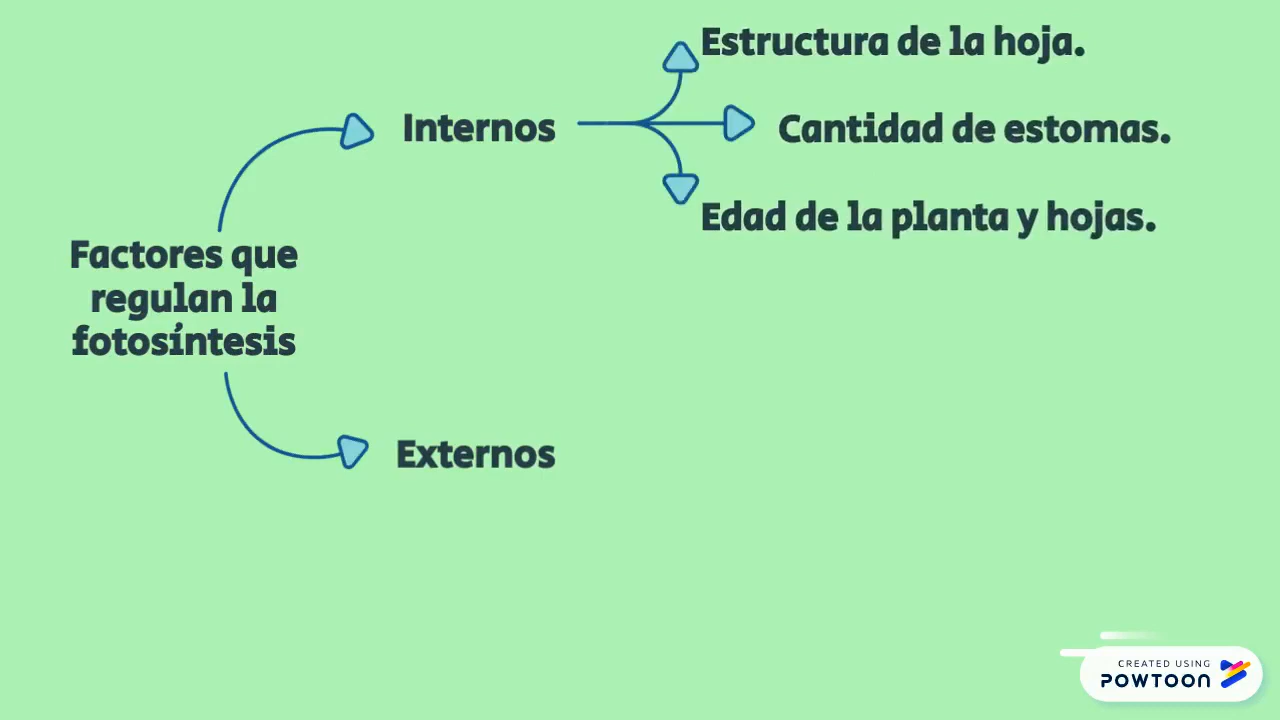 Estructura de la hoja.
Internos
Cantidad de estomas.
Edad de la planta y hojas.
Factores que
regulan la
fotosíntesis
Externos
CREATED USING
POWTOON